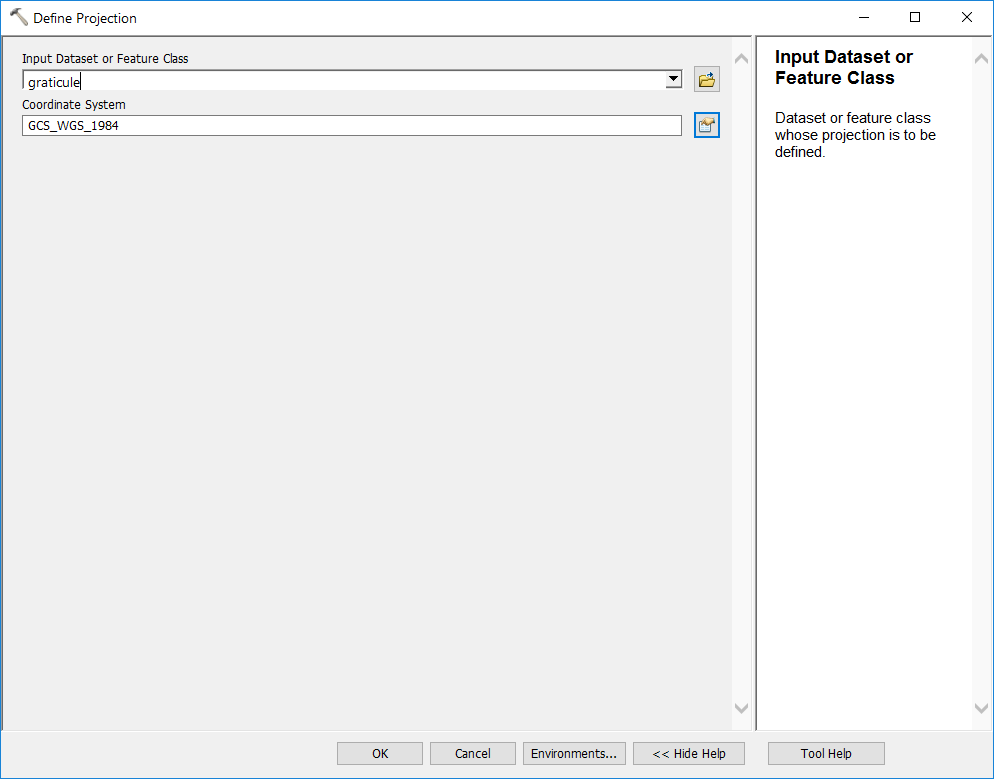 Define Projection
Input Dataset or Feature Class
graticule
Coordinate System
GCS_WGS_1984
Input Dataset or
Feature Class
Dataset or feature class
whose projection is to be
defined.
OK
Cancel
Environments...
<< Hide Help
Tool Help